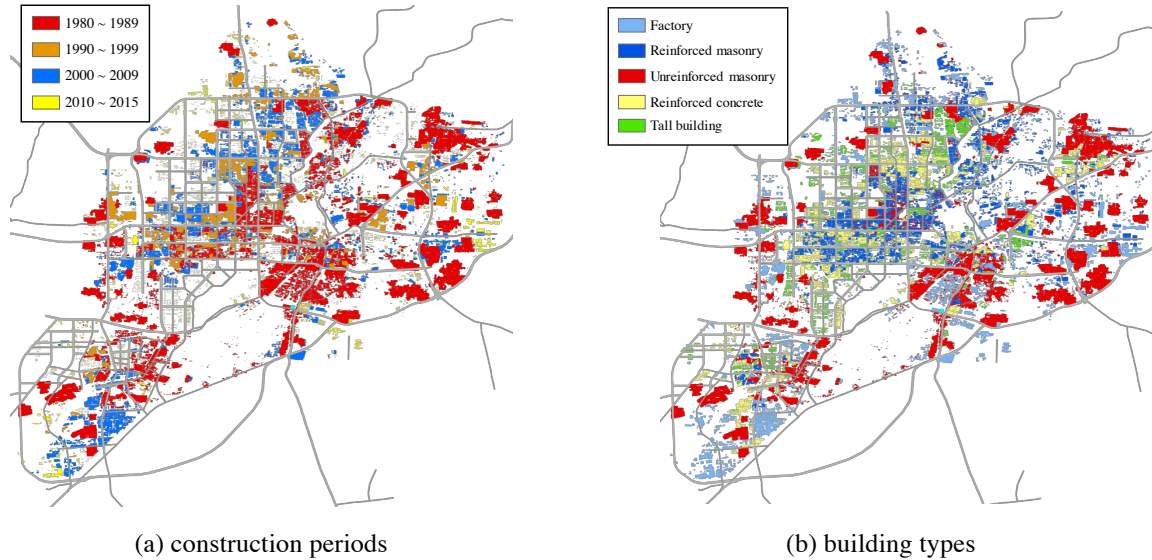 1980 ~ 1989
1990 ~ 1999
2000 ~ 2009
2010 ~ 2015
Factory
Reinforced masonry
Unreinforced masonry
Reinforced concrete
Tall building
(a) construction periods
(b) building types